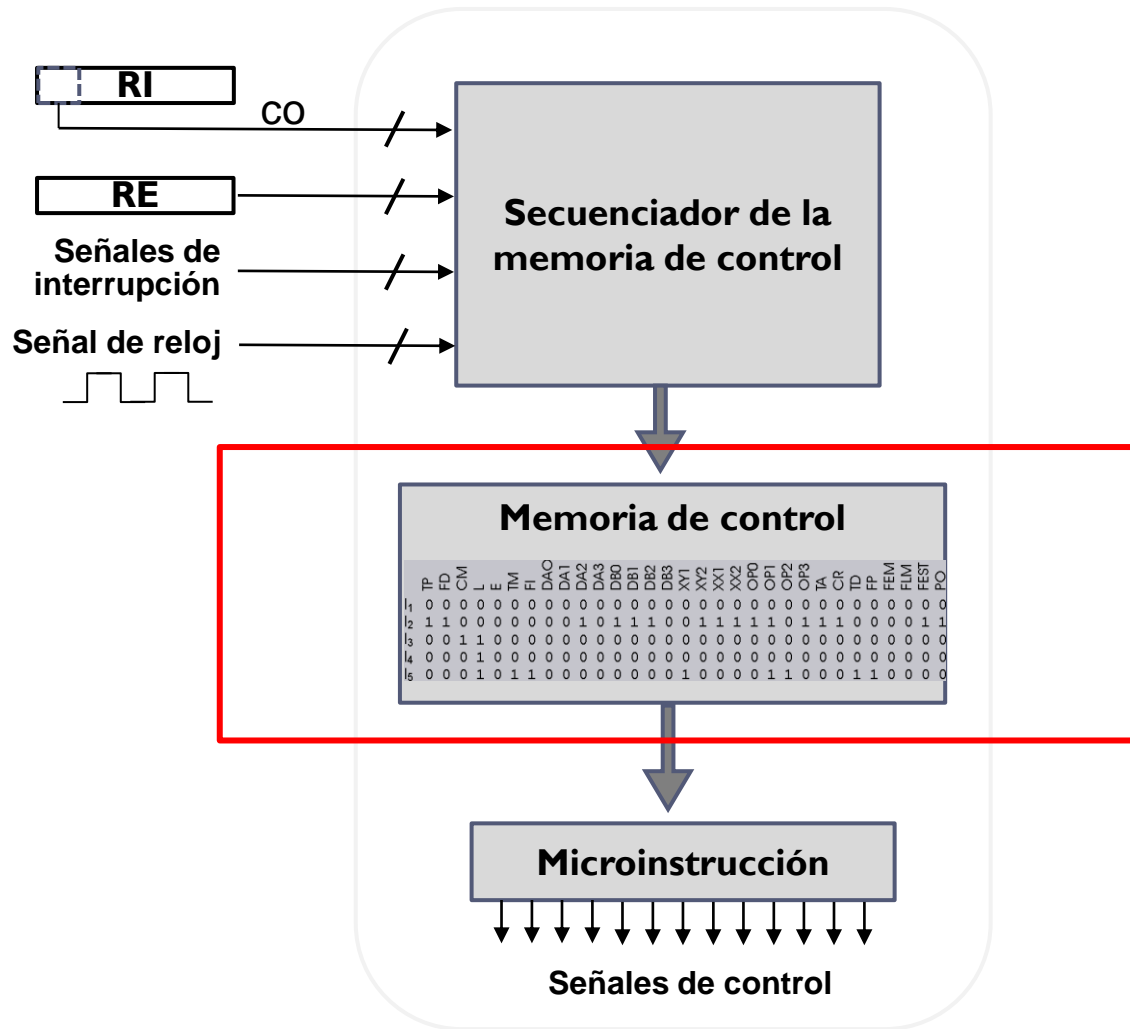 RI
CO
RE
Señales de
interrupción
Señal de reloj
Secuenciador de la
memoria de control
Memoria de control
TP FD CM L E TM FI DAO DA1 DA2 DA3 DB0 DB1 DB2 DB3 XY1 XY2 XX1 XX2 OP0 OP1 OP2 OP3 TA CR TD FP FEM FLM FEST PO
I1 0 0 0 0 0 0 0 0 0 0 0 0 0 0 0 0 0 0 0 0 0 0 0 0 0 0 0 0 0 0 0
I2 1 1 0 0 0 0 0 0 0 1 0 1 1 1 0 0 1 1 1 1 1 0 1 1 1 0 0 0 0 1 1
I3 0 0 1 1 0 0 0 0 0 0 0 0 0 0 0 0 0 0 0 0 0 0 0 0 0 0 0 0 0 0 0
I4 0 0 0 1 0 0 0 0 0 0 0 0 0 0 0 0 0 0 0 0 0 0 0 0 0 0 0 0 0 0 0
I5 0 0 0 1 0 1 1 0 0 0 0 0 0 0 0 1 0 0 0 0 1 1 0 0 0 1 1 0 0 0 0
Microinstrucción
Señales de control